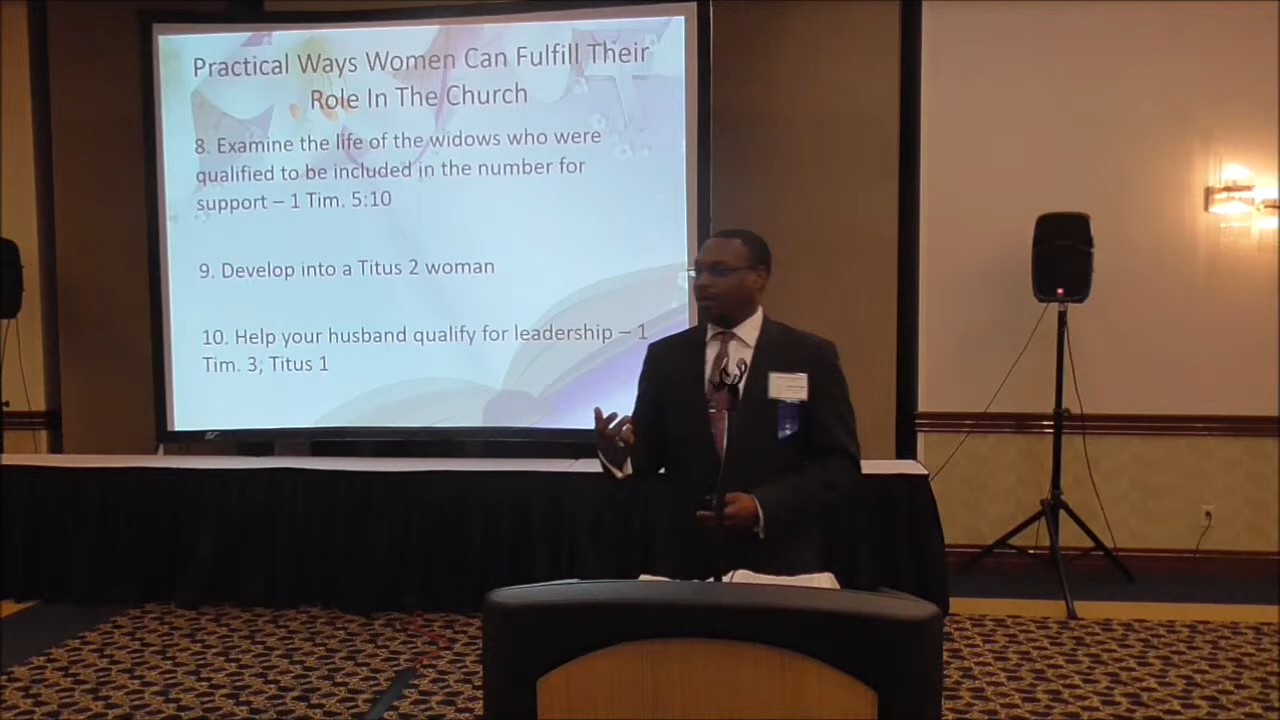 Practical Ways Women Can Fulfill Their
Role In The Church
8. Examine the life of the widows who were
qualified to be included in the number for
support – 1 Tim. 5:10
9. Develop into a Titus 2 woman
10. Help your husband qualify for leadership – 1
Tim. 3; Titus 1